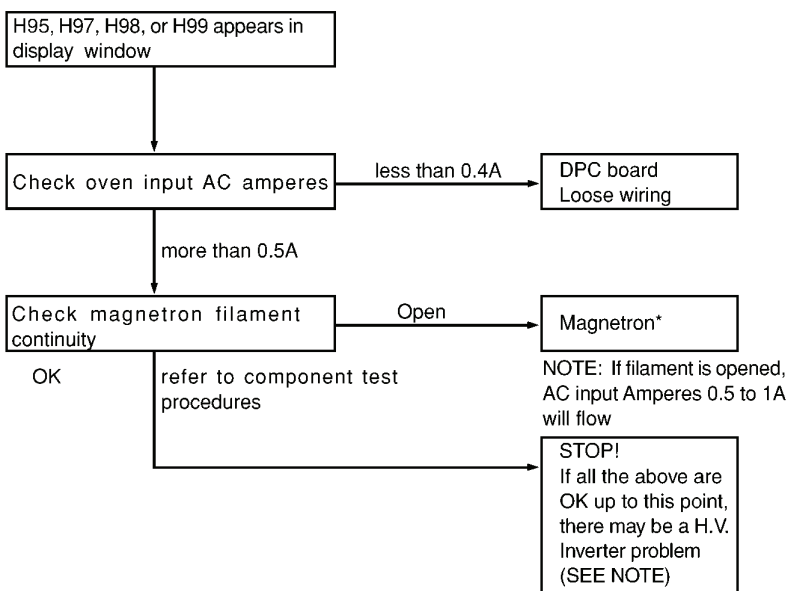 H95, H97, H98, or H99 appears in
display window
Check oven input AC amperes
less than 0.4A
DPC board
Loose wiring
more than 0.5A
Check magnetron filament
continuity
Open
Magnetron*
OK
refer to component test
procedures
NOTE: If filament is opened,
AC input Amperes 0.5 to 1A
will flow
STOP!
If all the above are
OK up to this point,
there may be a H.V.
Inverter problem
(SEE NOTE)